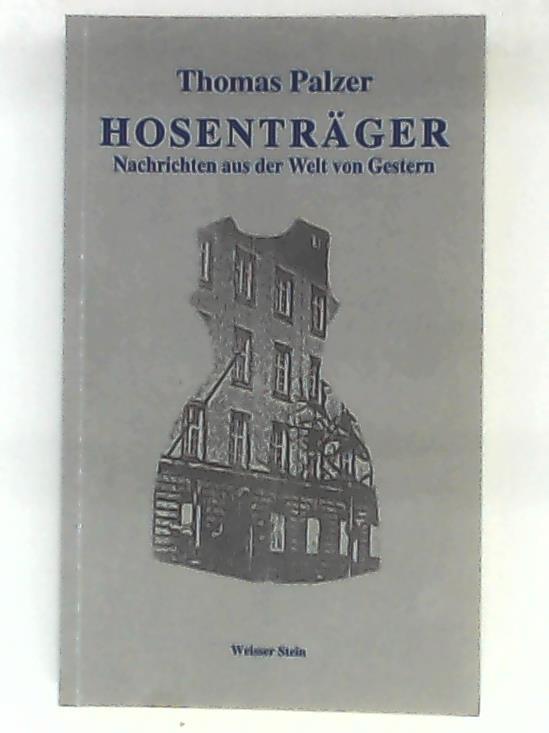 Thomas Palzer
HOSENTRÄGER
Nachrichten aus der Welt von Gestern
Weisser Stein